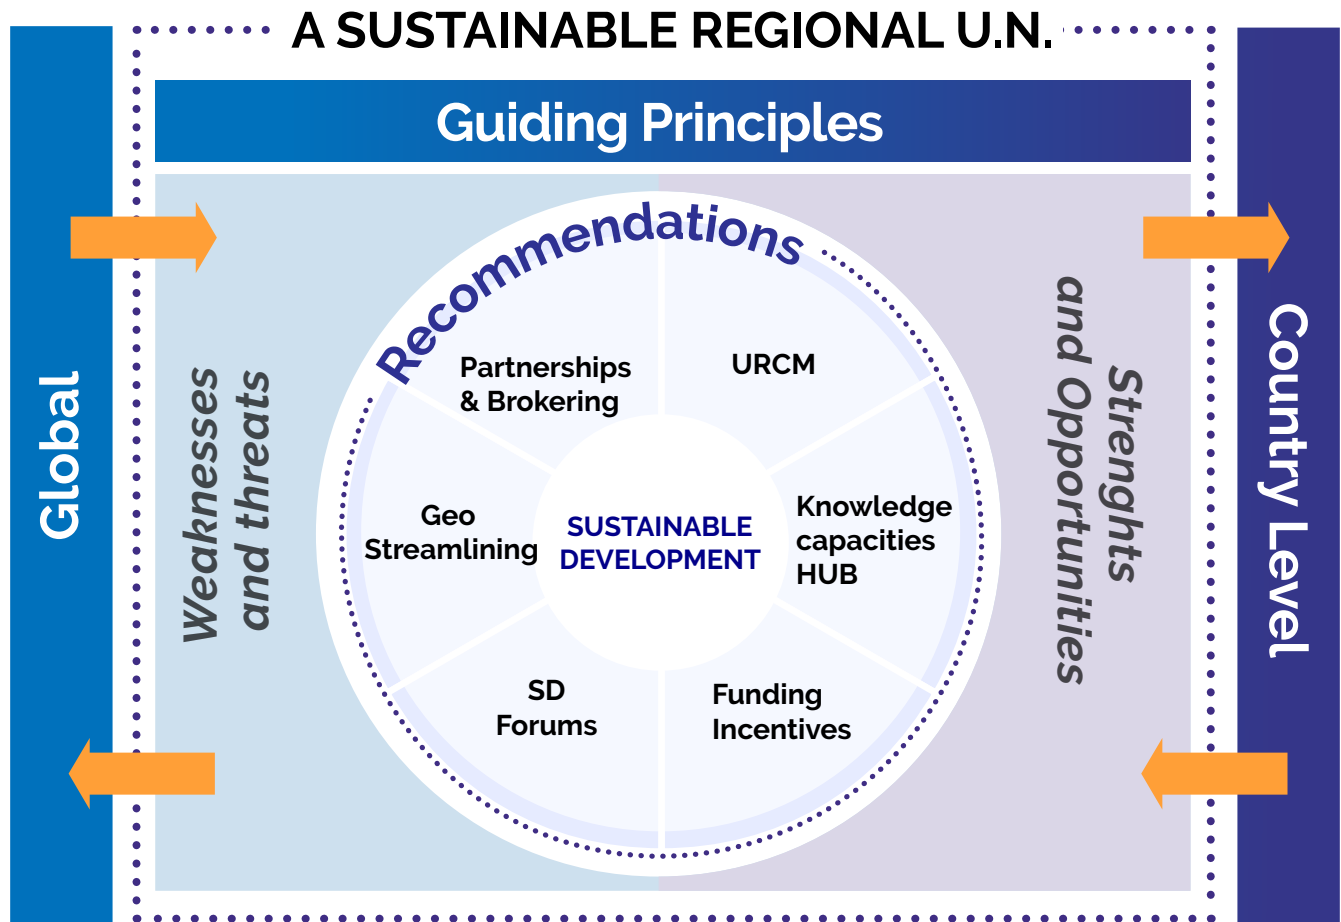 A SUSTAINABLE REGIONAL U.N.
Guiding Principles
Global
Weaknesses
and threats
Recommendations
Partnerships
& Brokering
URCM
Geo
Streamlining
SUSTAINABLE
DEVELOPMENT
Knowledge
capacities
HUB
SD
Forums
Funding
Incentives
Strenghts
and Opportunities
Country Level